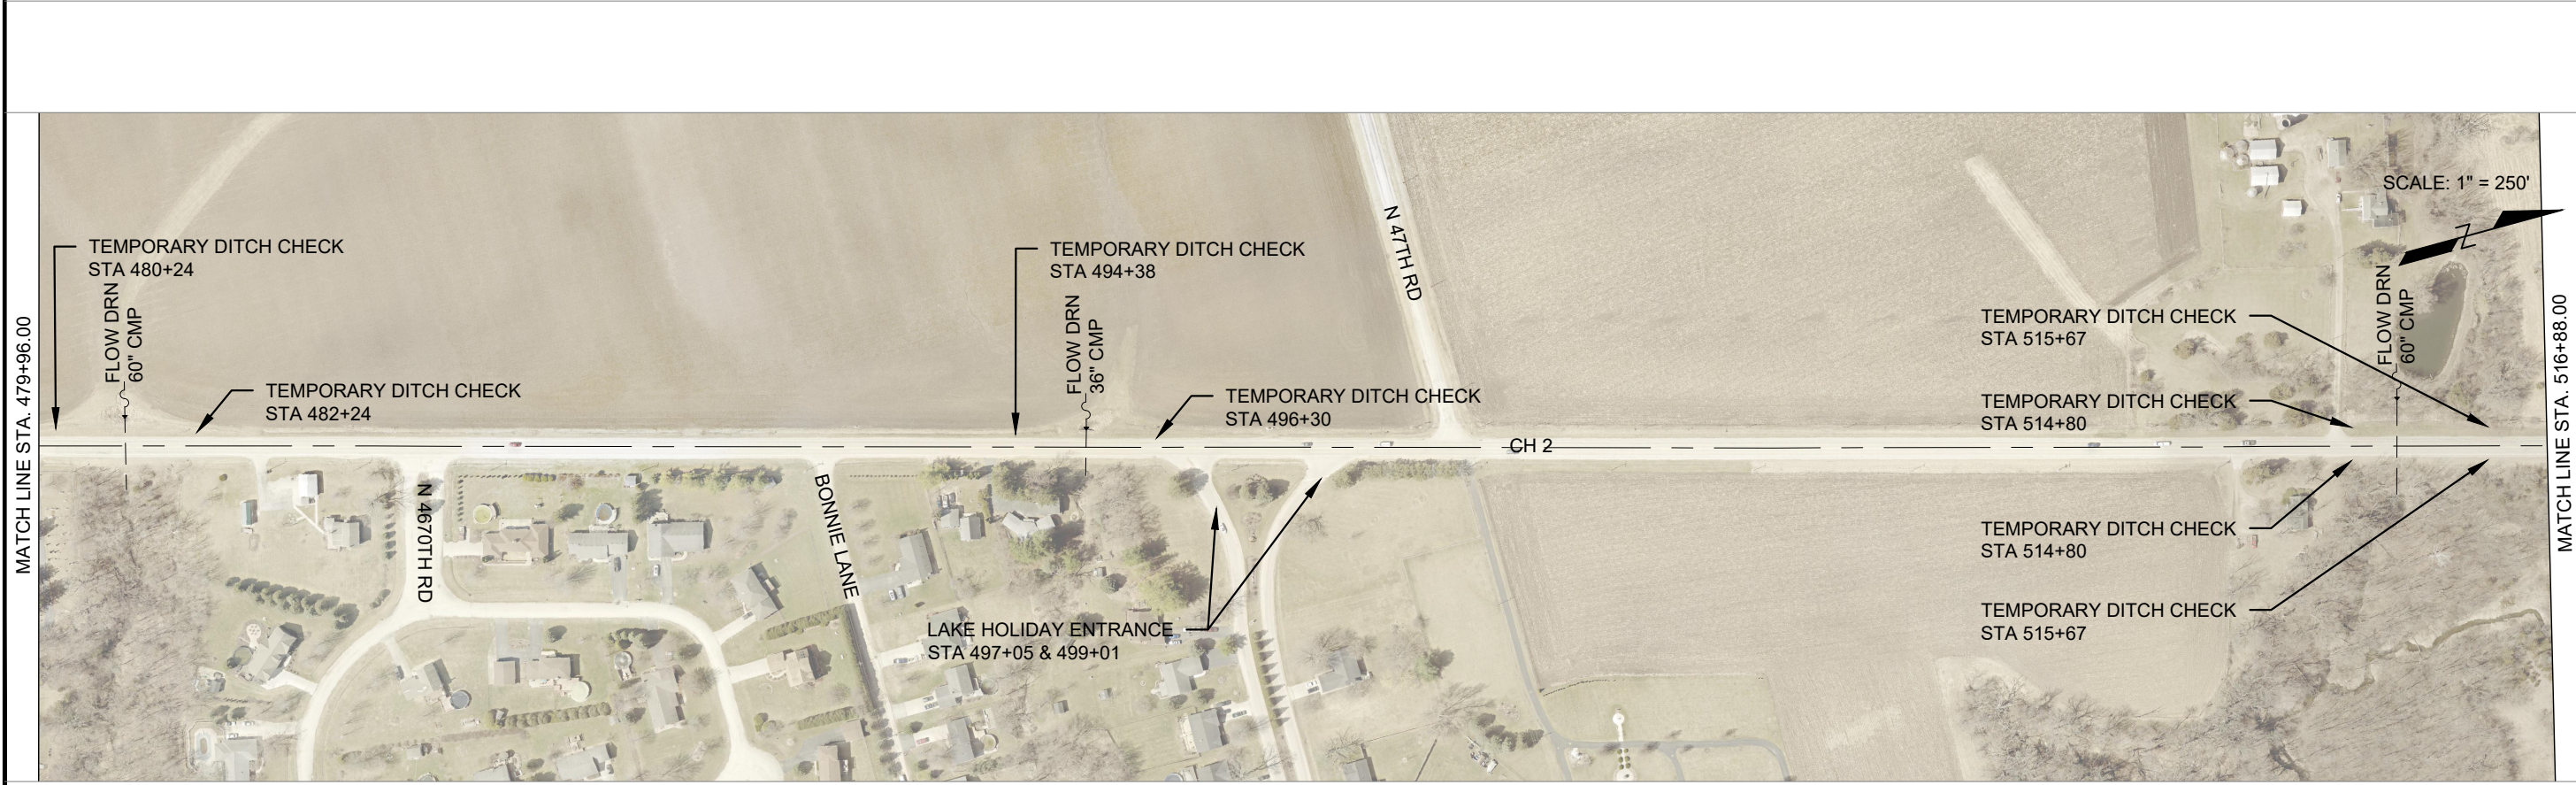 MATCH LINE STA. 479+96.00
TEMPORARY DITCH CHECK
STA 480+24
FLOW DRN
60" CMP
TEMPORARY DITCH CHECK
STA 482+24
N 4670TH RD
BONNIE LANE
TEMPORARY DITCH CHECK
STA 494+38
FLOW DRN
36" CMP
TEMPORARY DITCH CHECK
STA 496+30
LAKE HOLIDAY ENTRANCE
STA 497+05 & 499+01
N 47TH RD
CH 2
SCALE: 1" = 250'
Z
TEMPORARY DITCH CHECK
STA 515+67
TEMPORARY DITCH CHECK
STA 514+80
FLOW DRN
60" CMP
TEMPORARY DITCH CHECK
STA 514+80
TEMPORARY DITCH CHECK
STA 515+67
MATCH LINE STA. 516+88.00